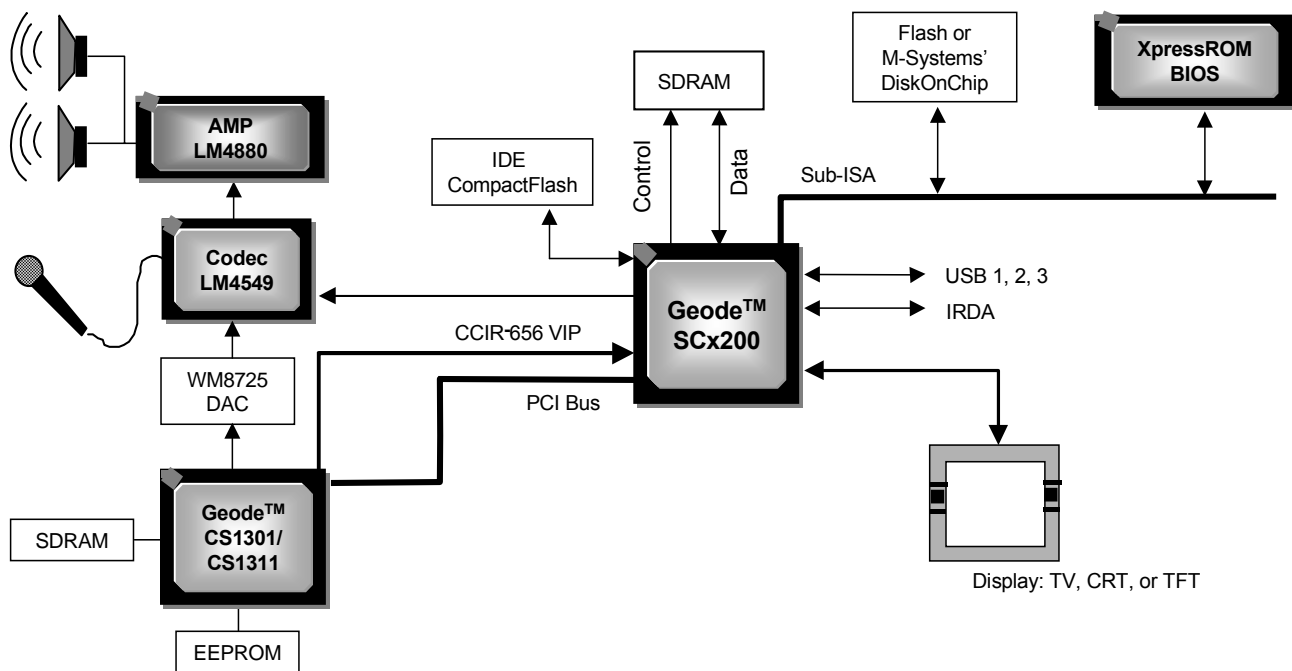 Flash or
M-Systems'
DiskOnChip
XpressROM
BIOS
SDRAM
AMP
LM4880
IDE
CompactFlash
Control
Data
Sub-ISA
Codec
LM4549
Geode™
SCx200
USB 1, 2, 3
IRDA
CCIR-656 VIP
WM8725
DAC
PCI Bus
Geode™
CS1301/
CS1311
SDRAM
Display: TV, CRT, or TFT
EEPROM